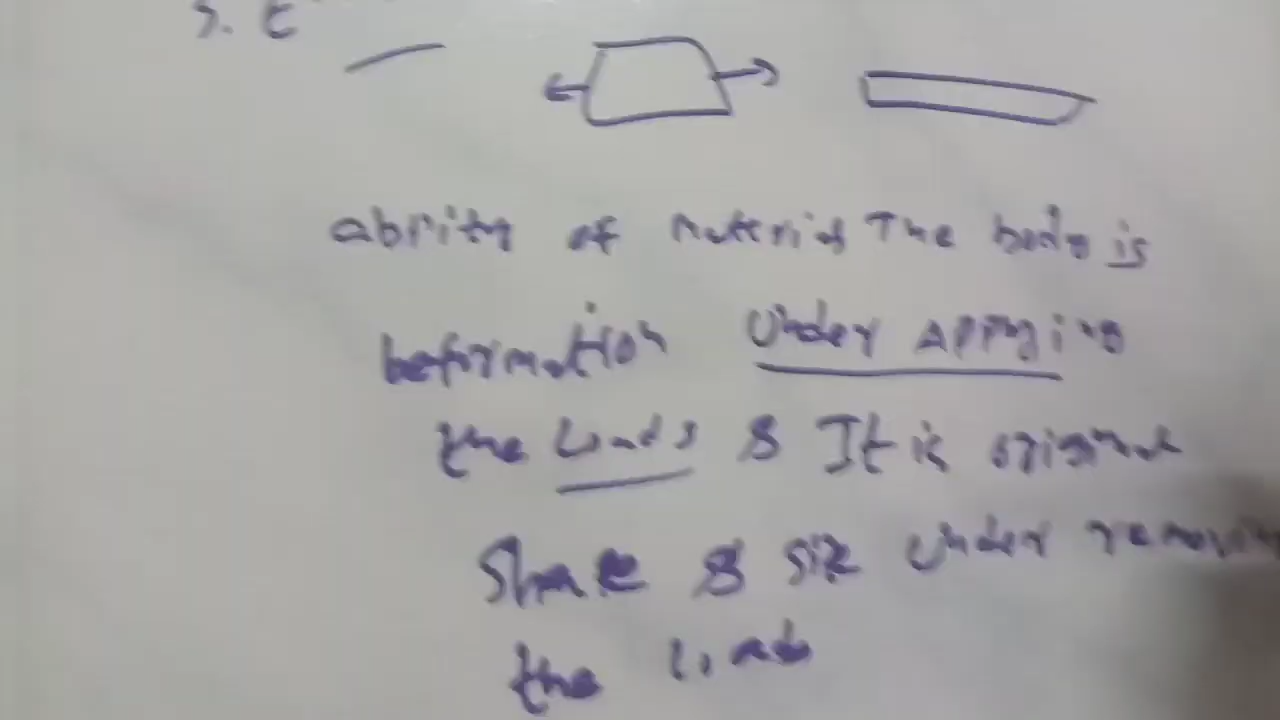 ability of material The body is
Deformation Under Applying
the Loads & It is original
Shape & size Under removing
the Loads